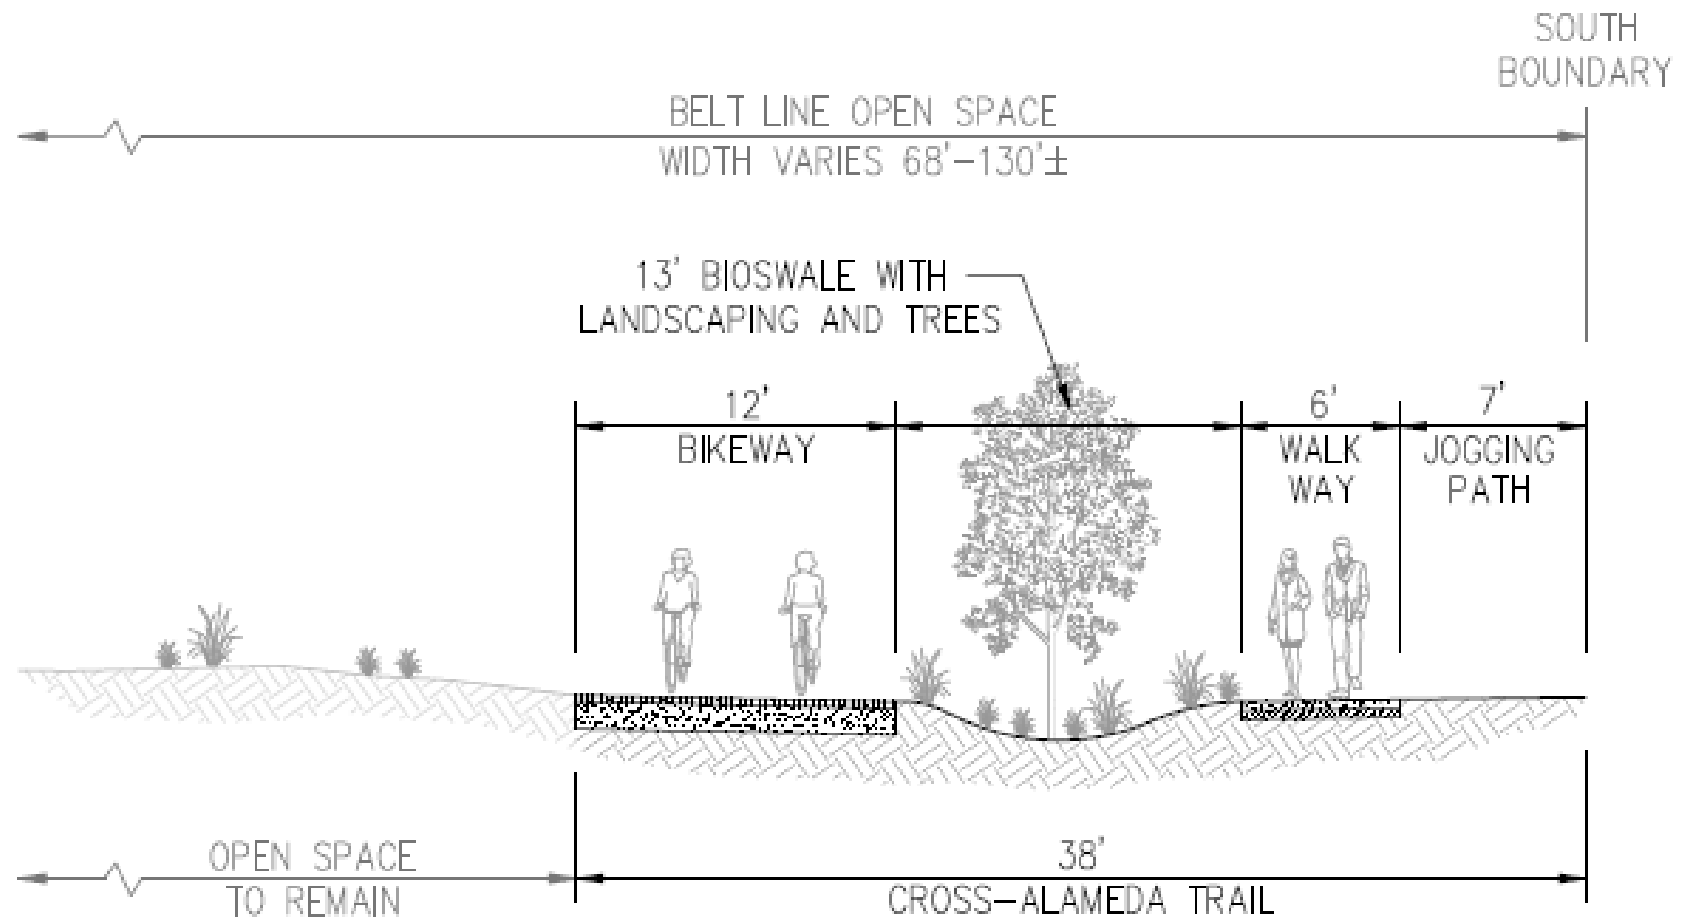 SOUTH
BOUNDARY
BELT LINE OPEN SPACE
WIDTH VARIES 68'-130'±
13' BIOSWALE WITH
LANDSCAPING AND TREES
12'
BIKEWAY
6'
WALK
WAY
7'
JOGGING
PATH
OPEN SPACE
TO REMAIN
38'
CROSS-ALAMEDA TRAIL